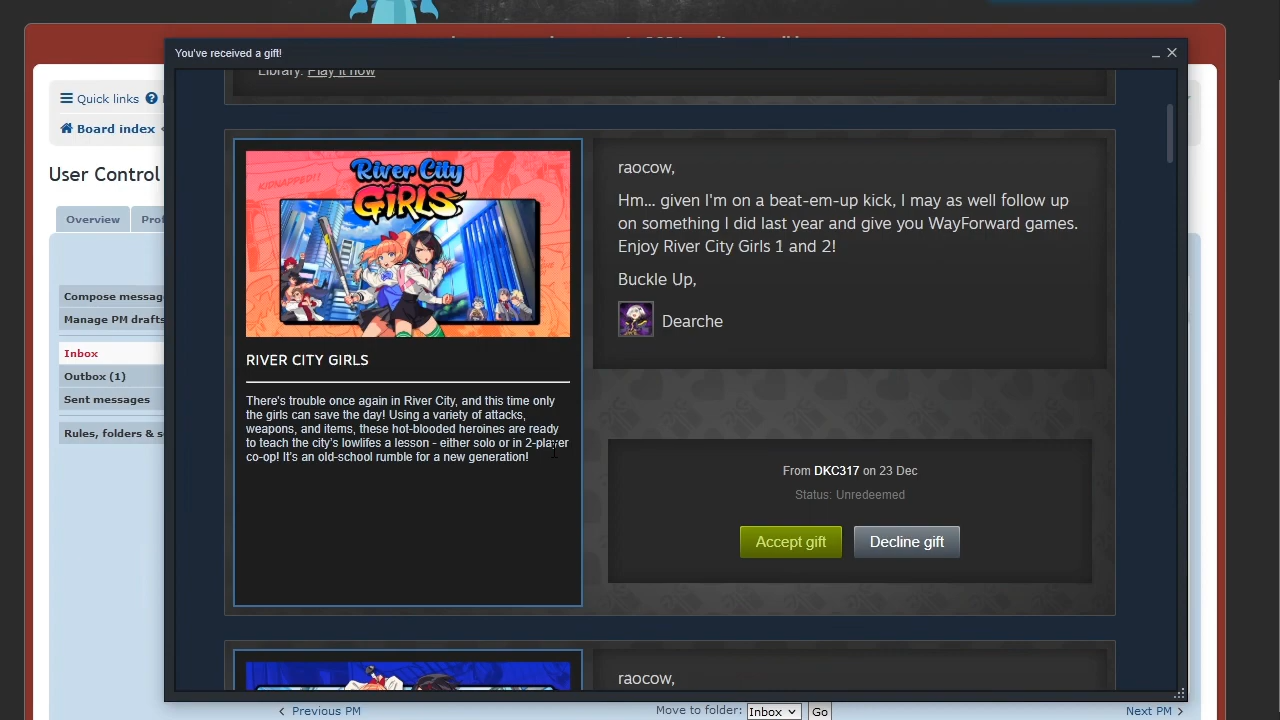 You've received a gift!
Library. Play it now
Quick links
Board index
User Control
Overview
Compose messag
Manage PM drafts
Inbox
Outbox (1)
Sent messages
Rules, folders & s
KIDNAPPED!!
River City
GIRLS
RIVER CITY GIRLS
There's trouble once again in River City, and this time only
the girls can save the day! Using a variety of attacks,
weapons, and items, these hot-blooded heroines are ready
to teach the city's lowlifes a lesson - either solo or in 2-player
co-op! It's an old-school rumble for a new generation!
raocow,
Hm... given I'm on a beat-em-up kick, I may as well follow up
on something I did last year and give you WayForward games.
Enjoy River City Girls 1 and 2!
Buckle Up,
Dearche
From DKC317 on 23 Dec
Status: Unredeemed
Accept gift
Decline gift
raocow,
Previous PM
Move to folder: Inbox Go
Next PM